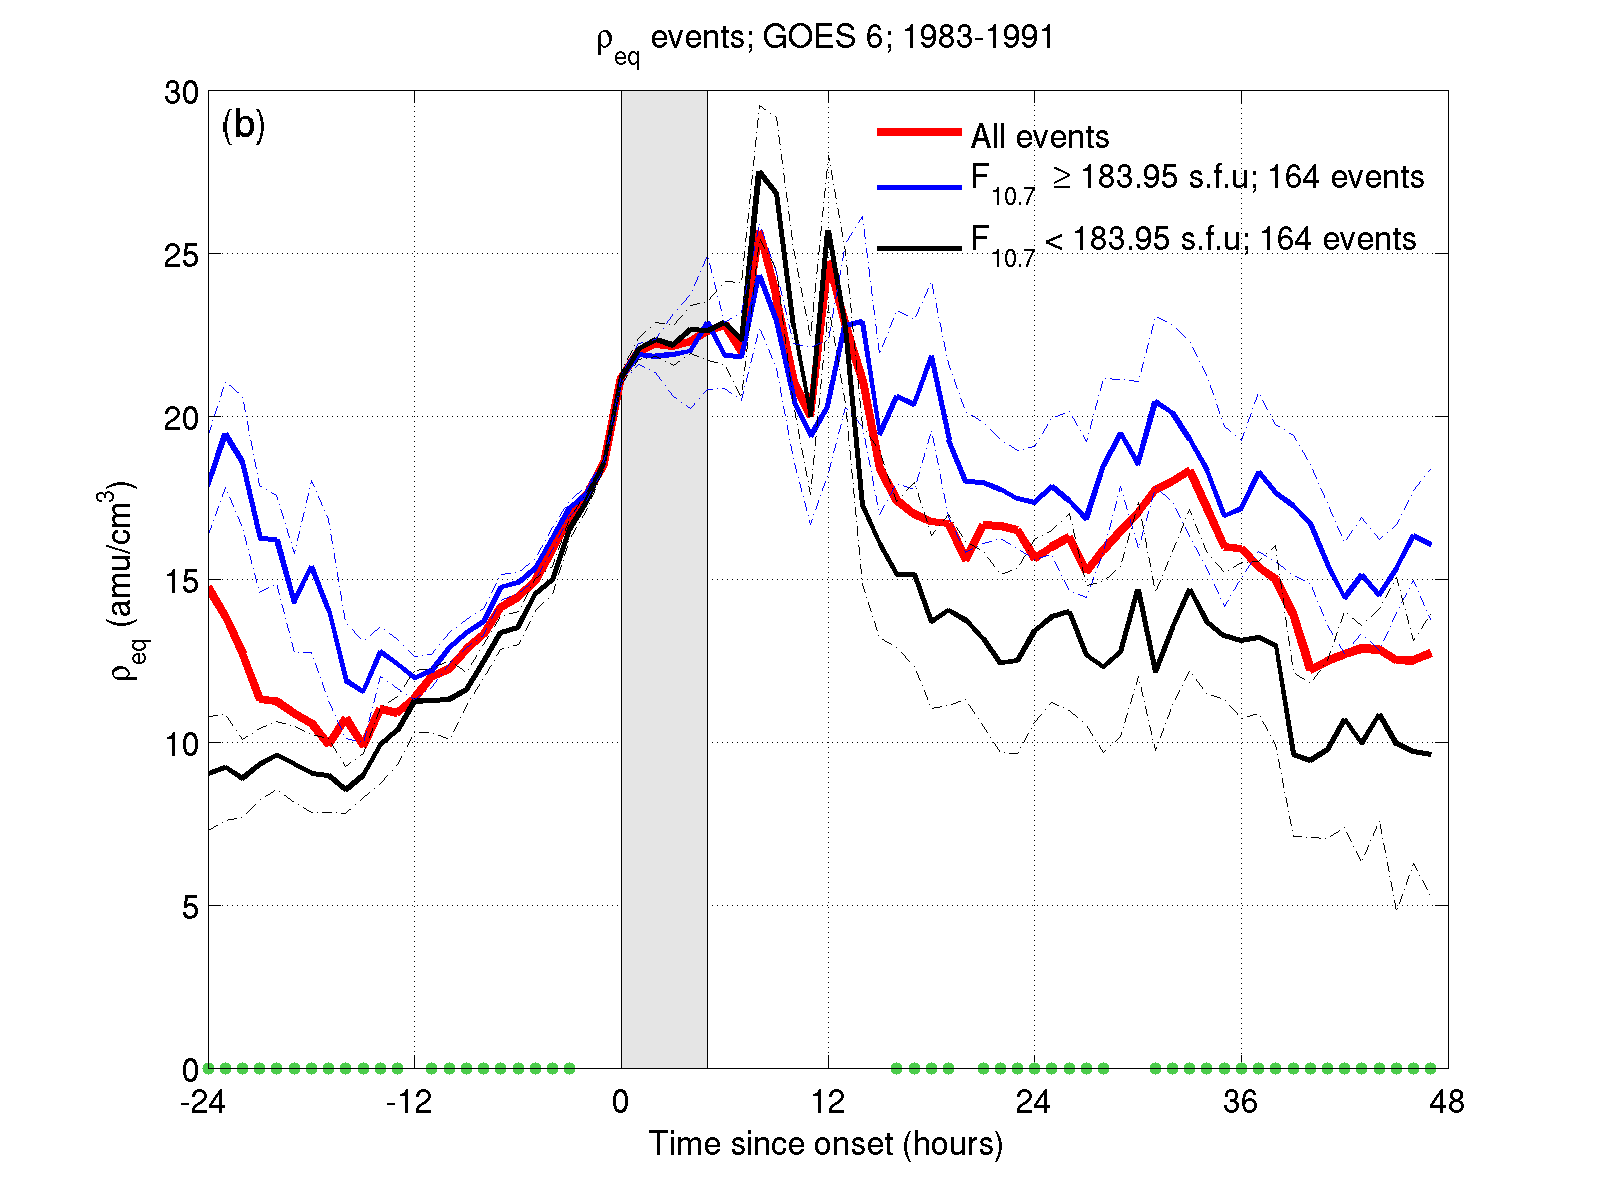 ρeq events; GOES 6; 1983-1991
(b)
All events
F10.7 ≥ 183.95 s.f.u; 164 events
F10.7 < 183.95 s.f.u; 164 events
30
25
20
15
10
5
0
ρeq (amu/cm³)
-24 -12 0 12 24 36 48
Time since onset (hours)